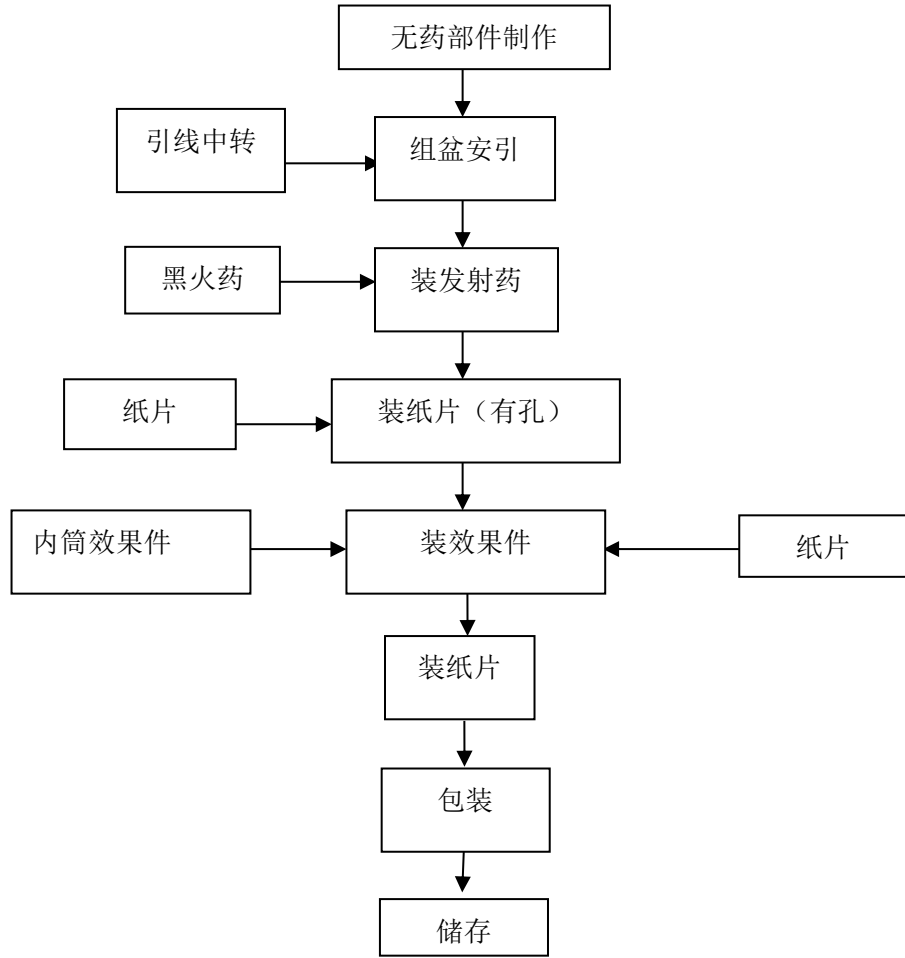 无药部件制作
引线中转
组盆安引
黑火药
装发射药
纸片
装纸片（有孔）
内筒效果件
装效果件
纸片
装纸片
包装
储存